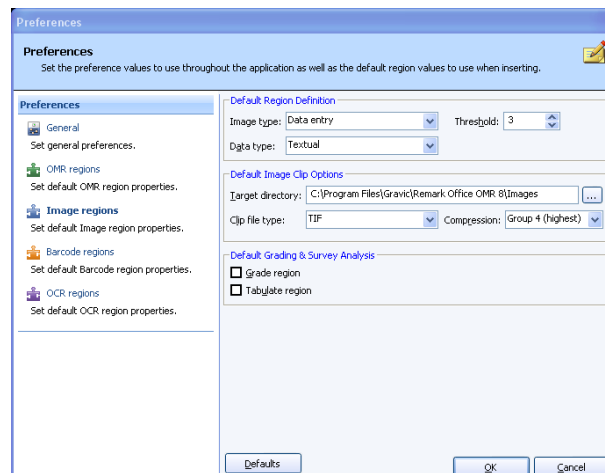 Preferences
Preferences
Set the preference values to use throughout the application as well as the default region values to use when inserting.
Preferences
General
Set general preferences.
OMR regions
Set default OMR region properties.
Image regions
Set default Image region properties.
Barcode regions
Set default Barcode region properties.
OCR regions
Set default OCR region properties.
Default Region Definition
Image type: Data entry Threshold: 3
Data type: Textual
Default Image Clip Options
Target directory: C:\Program Files\Gravic\Remark Office OMR 8\Images ...
Clip file type: TIF Compression: Group 4 (highest)
Default Grading & Survey Analysis
Grade region
Tabulate region
Defaults OK Cancel